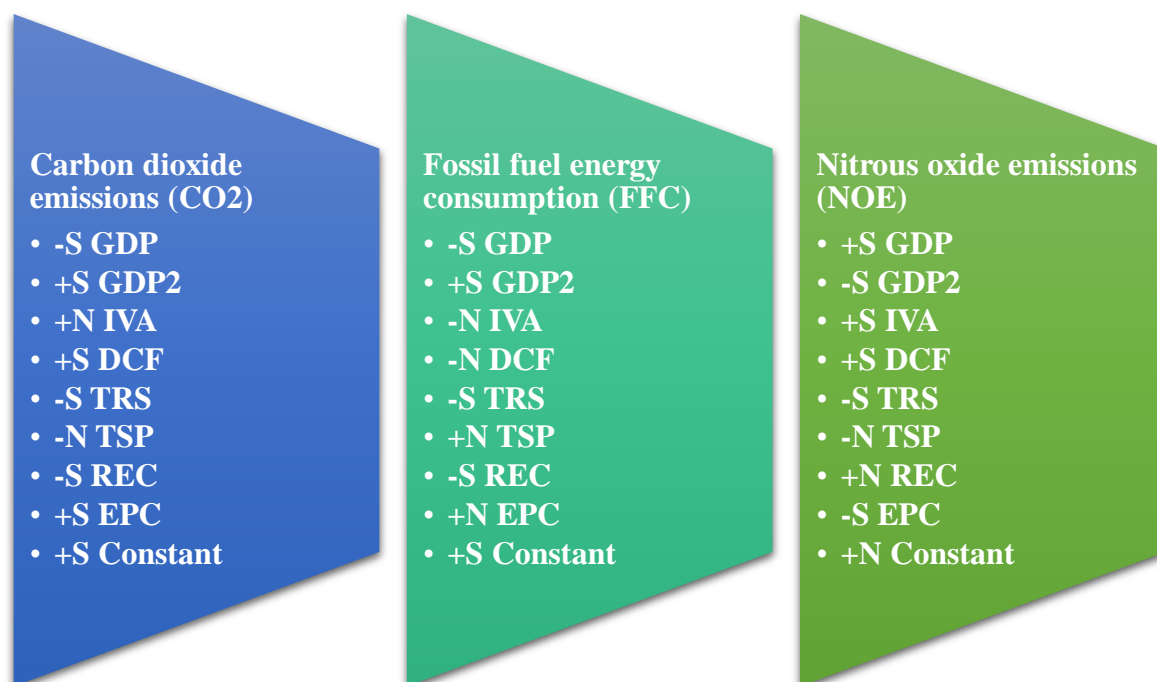 Carbon dioxide
emissions (CO2)
• -S GDP
• +S GDP2
• +N IVA
• +S DCF
• -S TRS
• -N TSP
• -S REC
• +S EPC
• +S Constant
Fossil fuel energy
consumption (FFC)
• -S GDP
• +S GDP2
• -N IVA
• -N DCF
• -S TRS
• +N TSP
• -S REC
• +N EPC
• +S Constant
Nitrous oxide emissions
(NOE)
• +S GDP
• -S GDP2
• +S IVA
• +S DCF
• -S TRS
• -N TSP
• +N REC
• -S EPC
• +N Constant